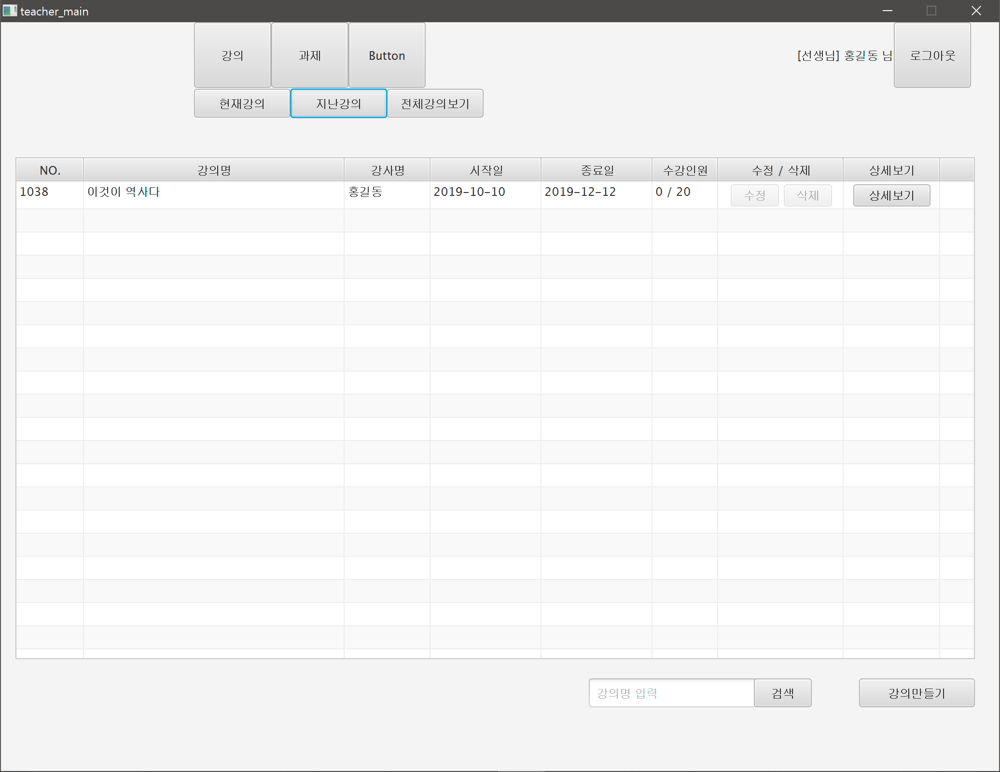 teacher_main
강의 과제 Button [선생님] 홍길동 님 로그아웃
현재강의 지난강의 전체강의보기
NO. 강의명 강사명 시작일 종료일 수강인원 수정 / 삭제 상세보기
1038 이것이 역사다 홍길동 2019-10-10 2019-12-12 0 / 20 수정 삭제 상세보기
강의명 입력 검색 강의만들기